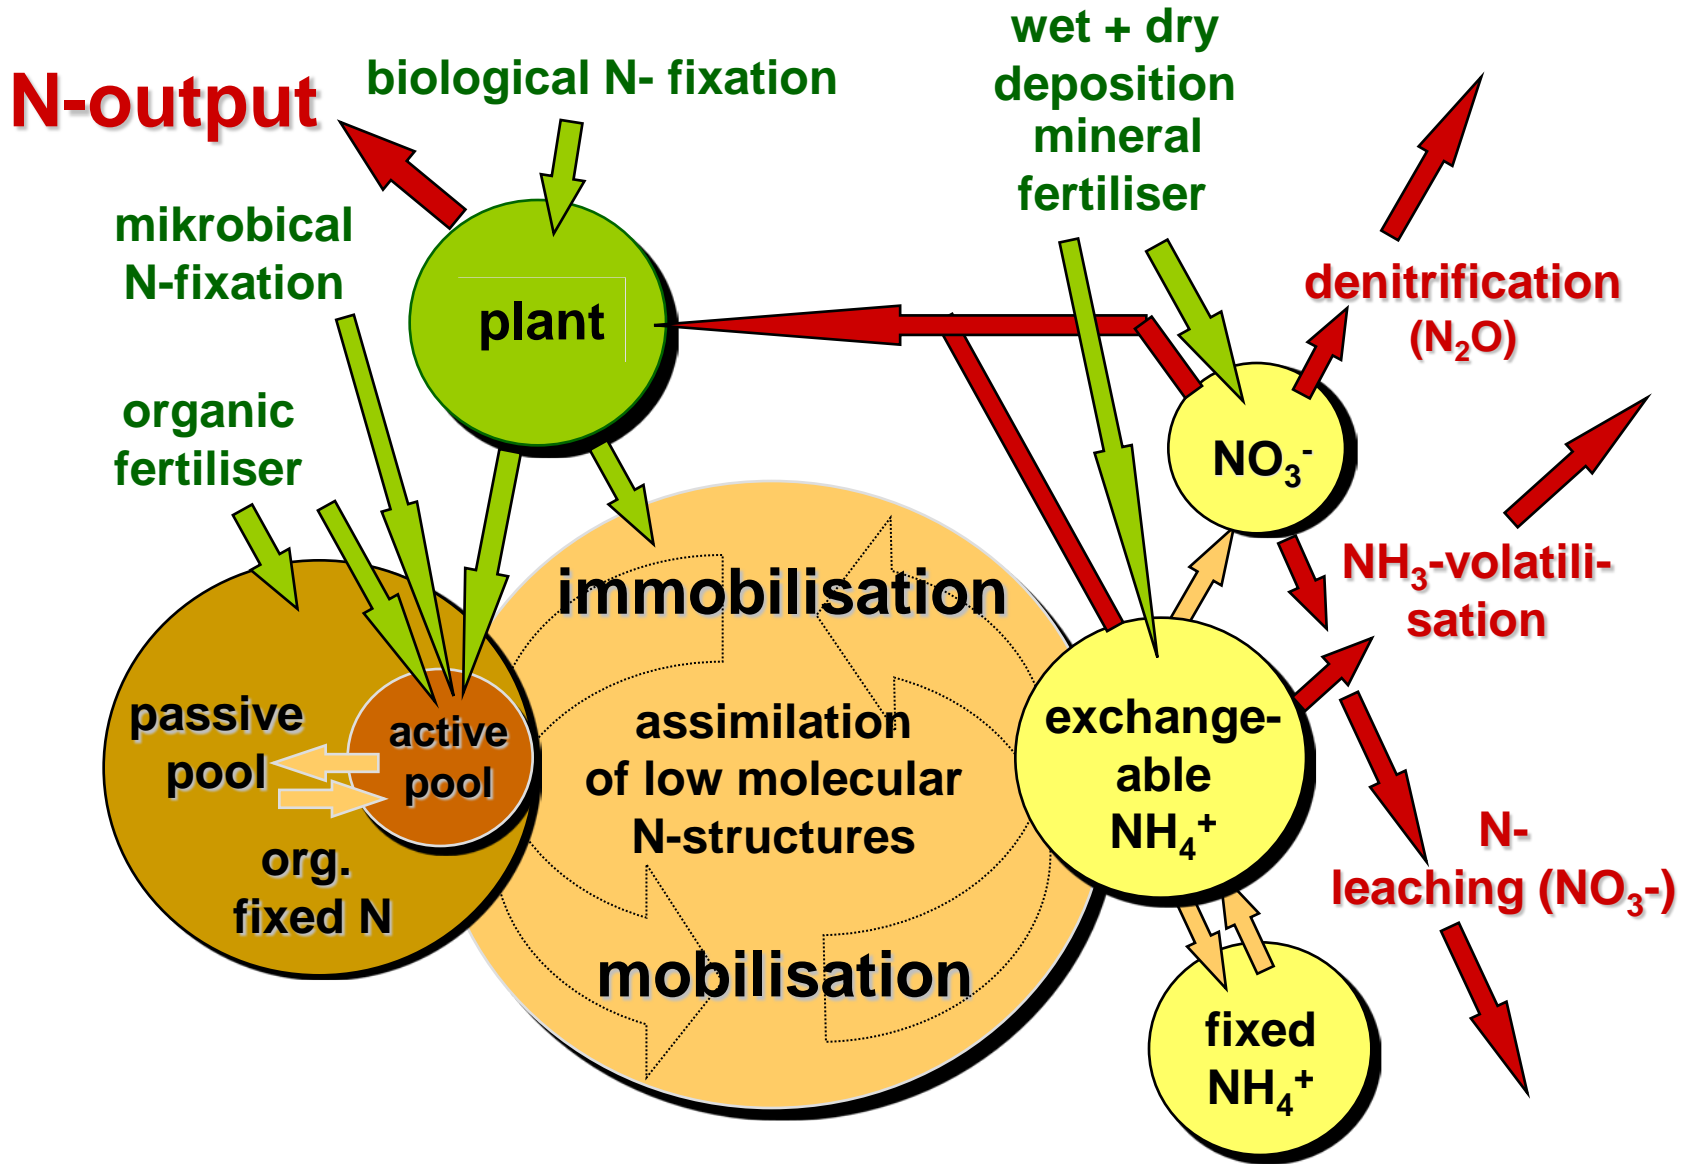 N-output
biological N- fixation
wet + dry
deposition
mineral
fertiliser
mikrobical
N-fixation
denitrification
(N₂O)
plant
organic
fertiliser
NO₃⁻
NH₃-volatili-
sation
immobilisation
passive
pool
active
pool
assimilation
of low molecular
N-structures
exchange-
able
NH₄⁺
org.
fixed N
N-
leaching (NO₃-)
mobilisation
fixed
NH₄⁺